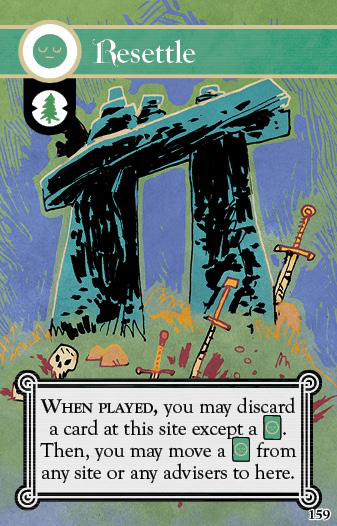 Resettle
WHEN PLAYED, you may discard
a card at this site except a .
Then, you may move a from
any site or any advisers to here.
159